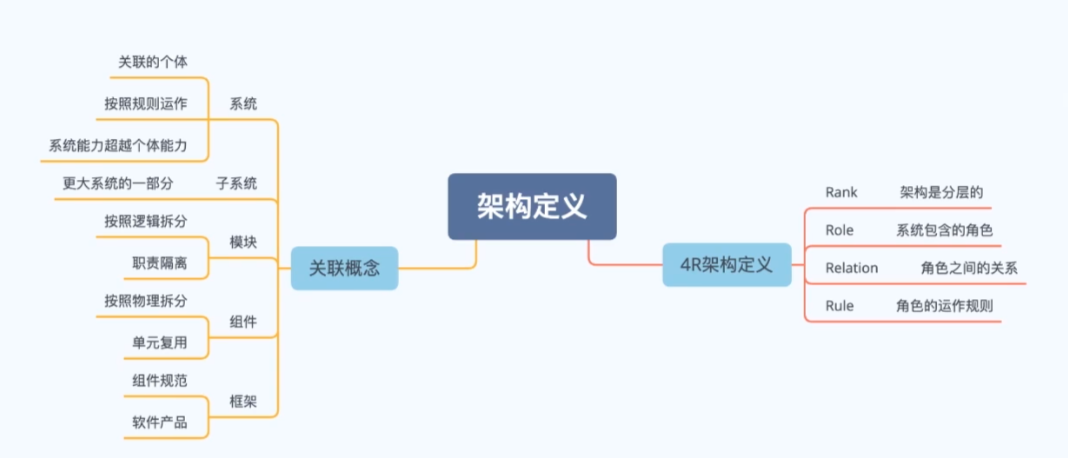 架构定义
关联概念
系统
关联的个体
按照规则运作
系统能力超越个体能力
子系统
更大系统的一部分
模块
按照逻辑拆分
职责隔离
组件
按照物理拆分
单元复用
框架
组件规范
软件产品
4R架构定义
Rank 架构是分层的
Role 系统包含的角色
Relation 角色之间的关系
Rule 角色的运作规则